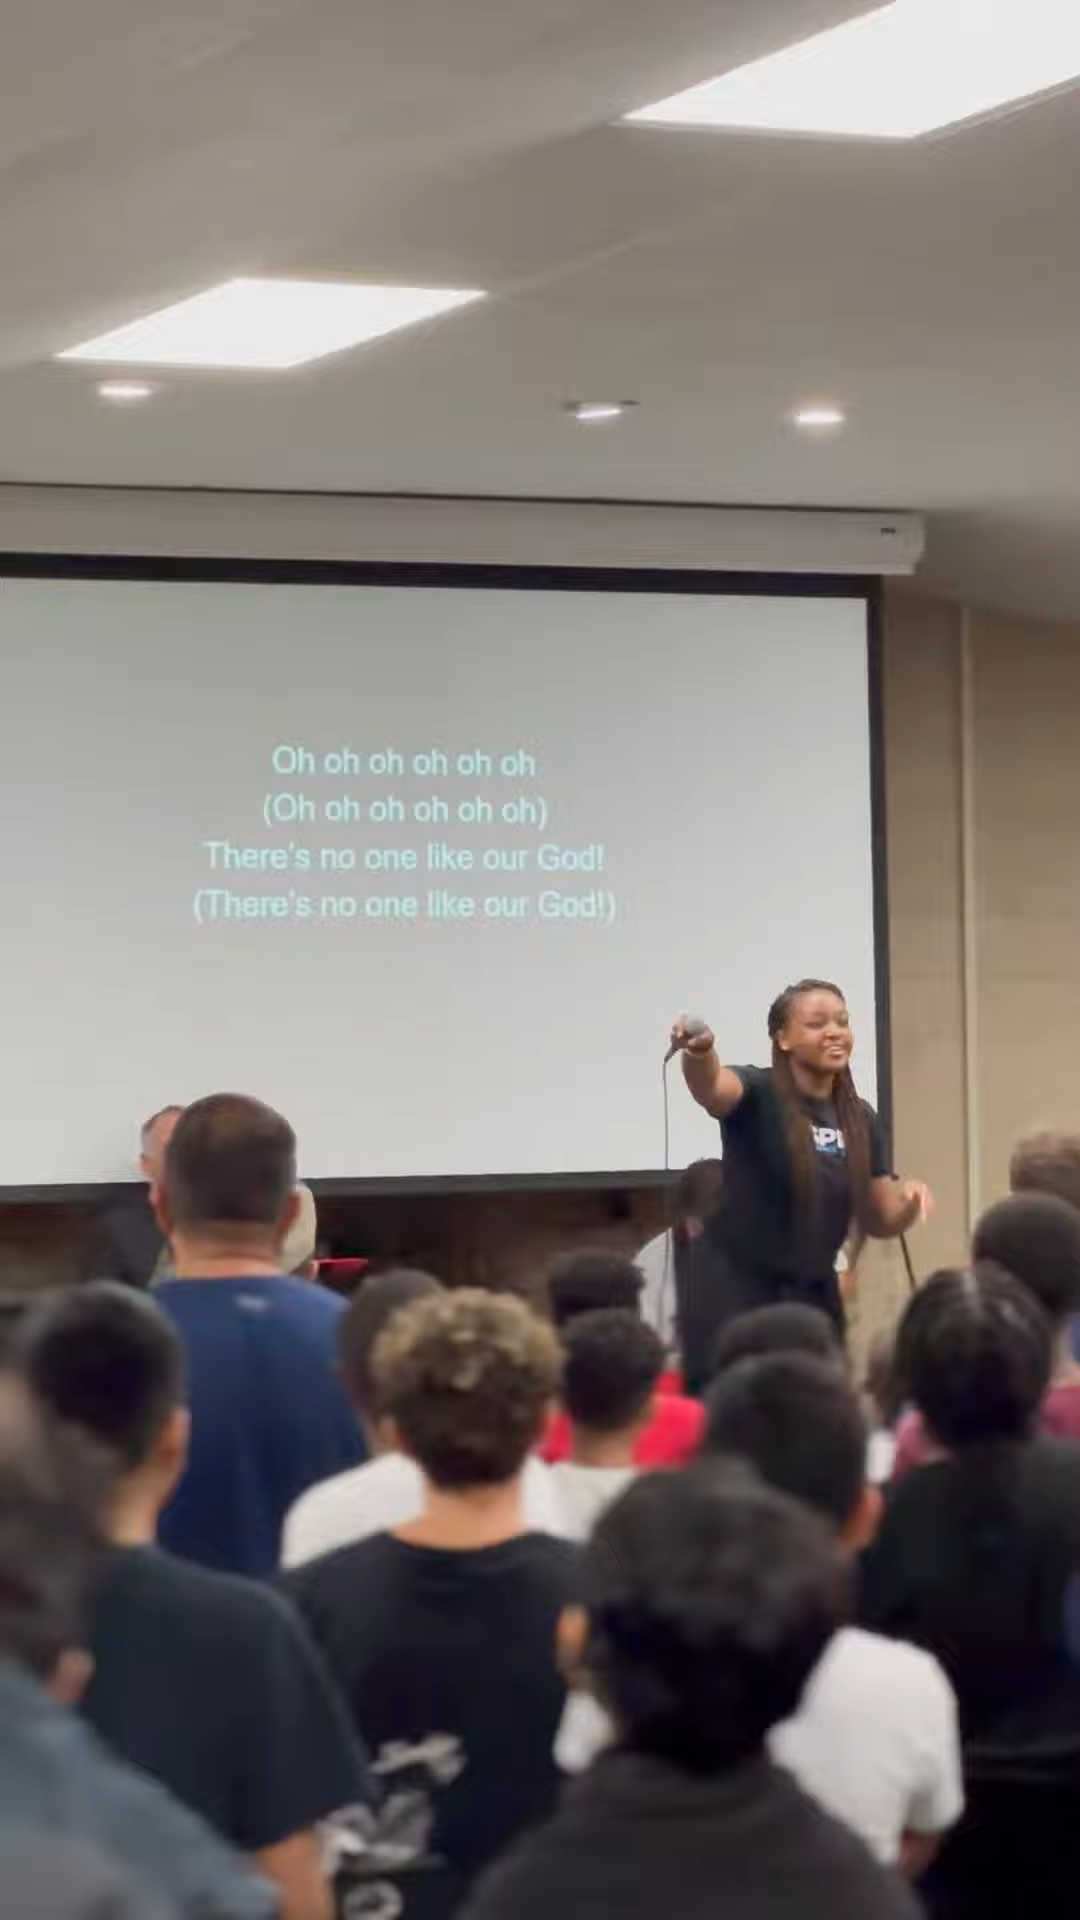 Oh oh oh oh oh oh
(Oh oh oh oh oh oh)
There's no one like our God!
(There's no one like our God!)